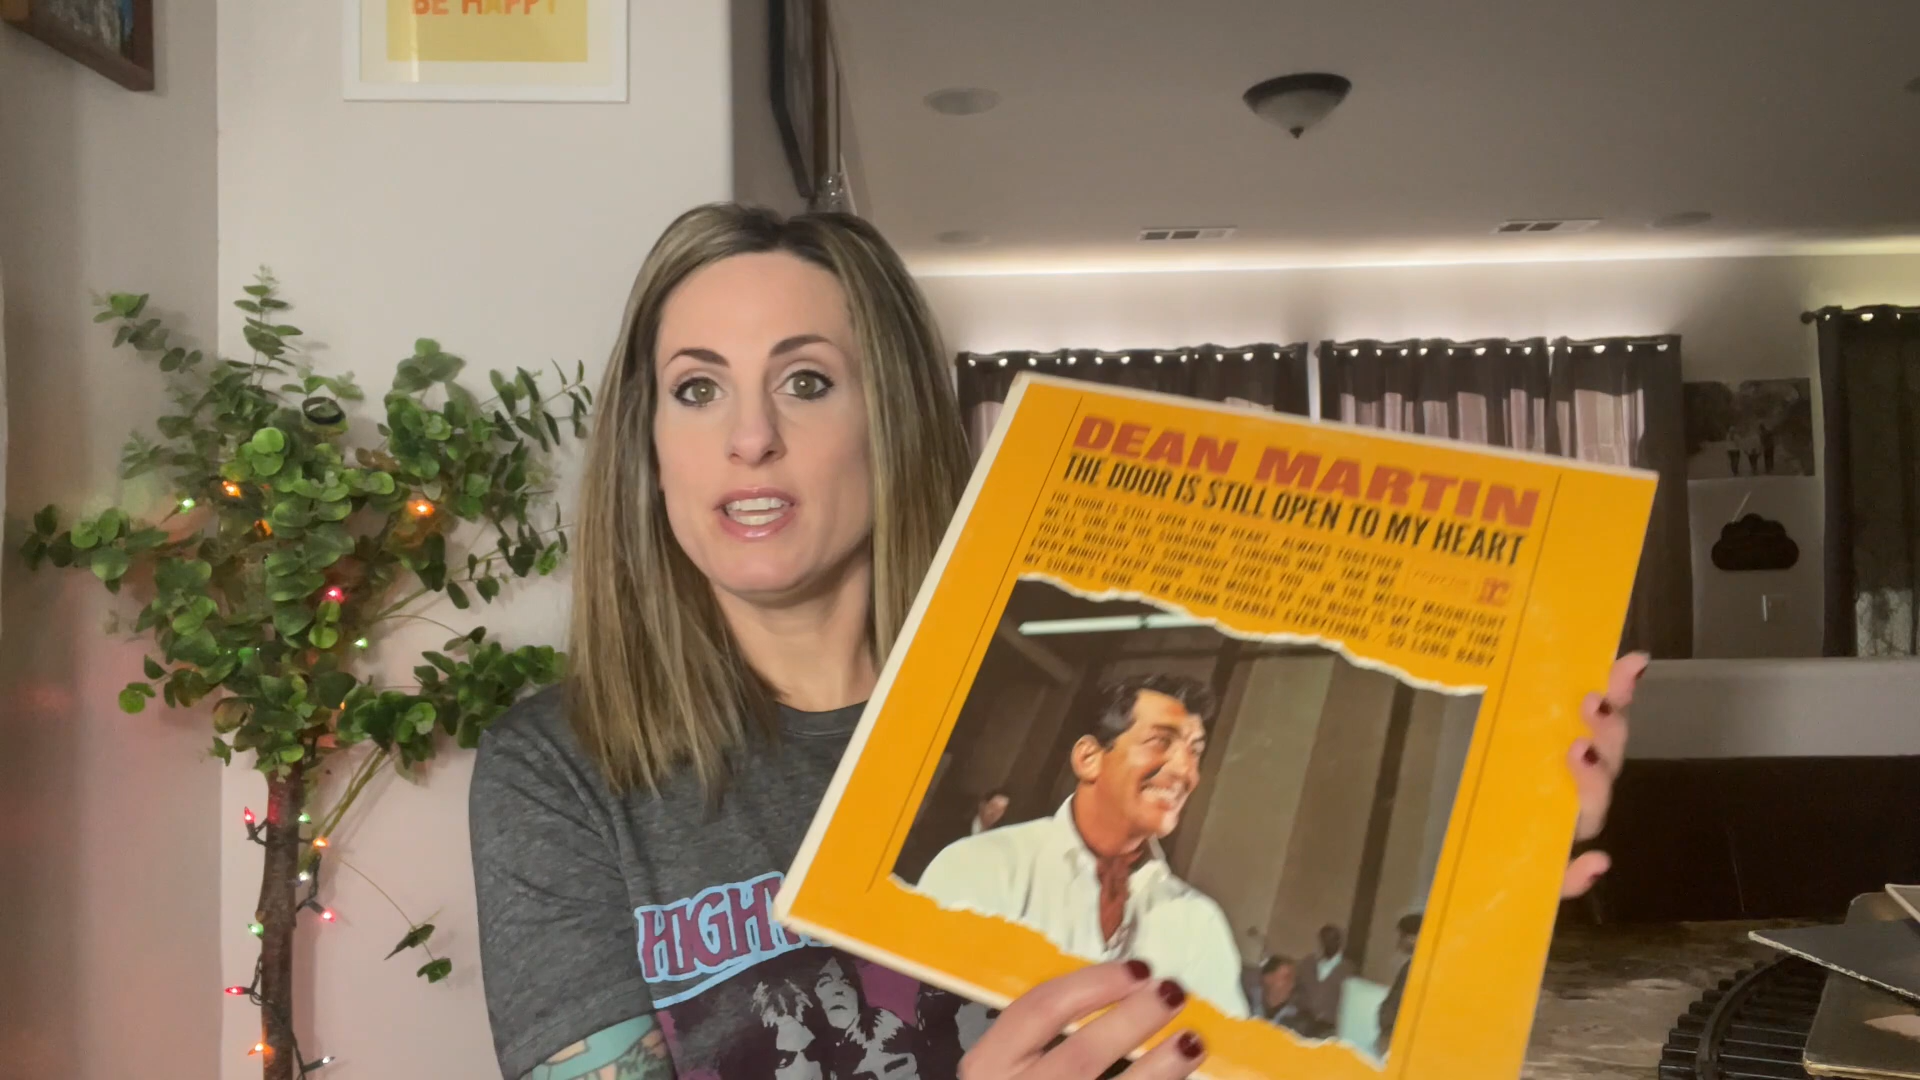 BE HAPPY
DEAN MARTIN
THE DOOR IS STILL OPEN TO MY HEART
THE DOOR IS STILL OPEN TO MY HEART / ALWAYS TOGETHER
WE'LL SING IN THE SUNSHINE / CLINGING VINE / TAKE ME
YOU'RE NOBODY 'TIL SOMEBODY LOVES YOU / IN THE MISTY MOONLIGHT
EVERY MINUTE EVERY HOUR / THE MIDDLE OF THE NIGHT IS MY CRYIN' TIME
MY SUGAR'S GONE / I'M GONNA CHANGE EVERYTHING / SO LONG BABY
HIGH